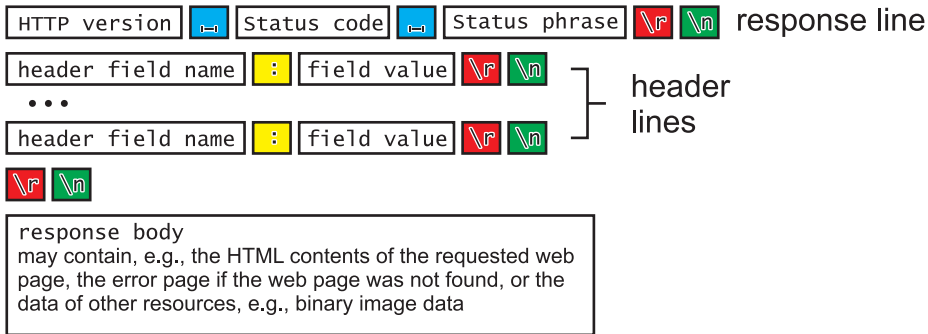 HTTP version ␣ Status code ␣ Status phrase \r \n response line
header field name : field value \r \n
•••
header field name : field value \r \n
header
lines
\r \n
response body
may contain, e.g., the HTML contents of the requested web
page, the error page if the web page was not found, or the
data of other resources, e.g., binary image data